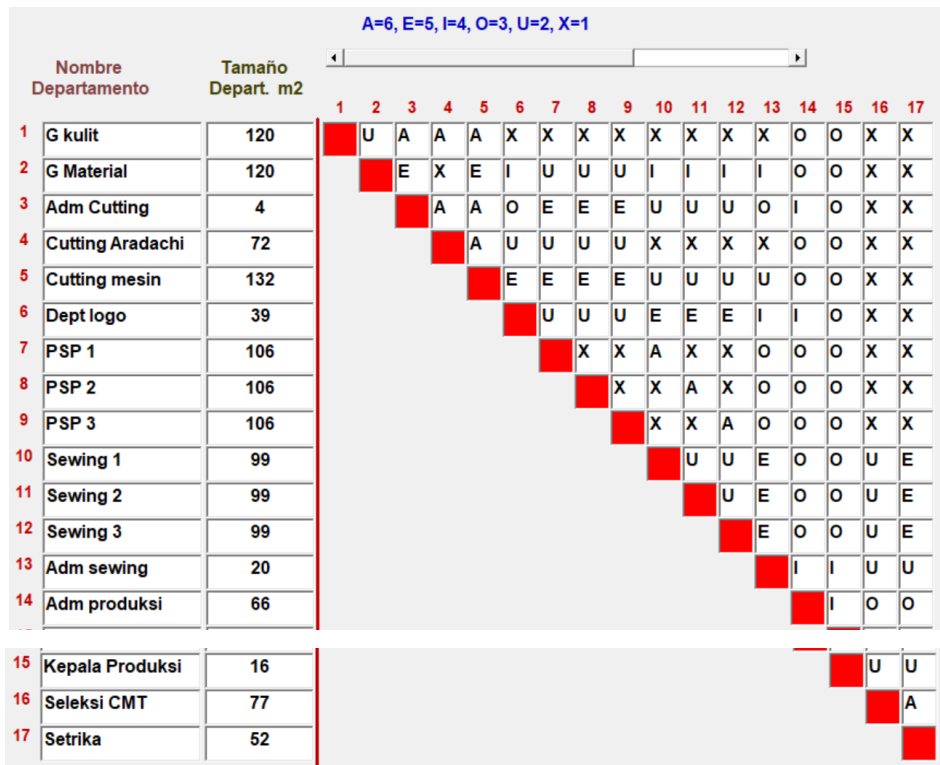 A=6, E=5, I=4, O=3, U=2, X=1
Nombre Departamento
Tamaño Depart. m2
1 2 3 4 5 6 7 8 9 10 11 12 13 14 15 16 17
1 G kulit 120 U A A A X X X X X X X X O O X X
2 G Material 120 E X E I U U U I I I I O O X X
3 Adm Cutting 4 A A O E E E U U U O I O X X
4 Cutting Aradachi 72 A U U U U X X X X O O X X
5 Cutting mesin 132 E E E E U U U U O O X X
6 Dept logo 39 U U U E E E I I O X X
7 PSP 1 106 X X A X X O O O X X
8 PSP 2 106 X X A X O O O X X
9 PSP 3 106 X X A O O O X X
10 Sewing 1 99 U U E O O U E
11 Sewing 2 99 U E O O U E
12 Sewing 3 99 E O O U E
13 Adm sewing 20 I I U U
14 Adm produksi 66 I O O
15 Kepala Produksi 16 U U
16 Seleksi CMT 77 A
17 Setrika 52